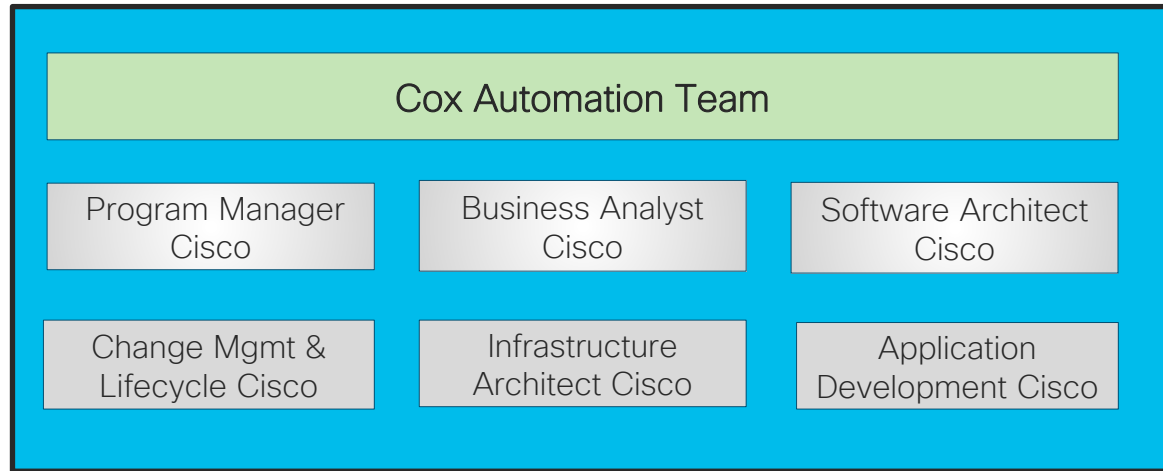 Cox Automation Team
Program Manager
Cisco
Business Analyst
Cisco
Software Architect
Cisco
Change Mgmt &
Lifecycle Cisco
Infrastructure
Architect Cisco
Application
Development Cisco